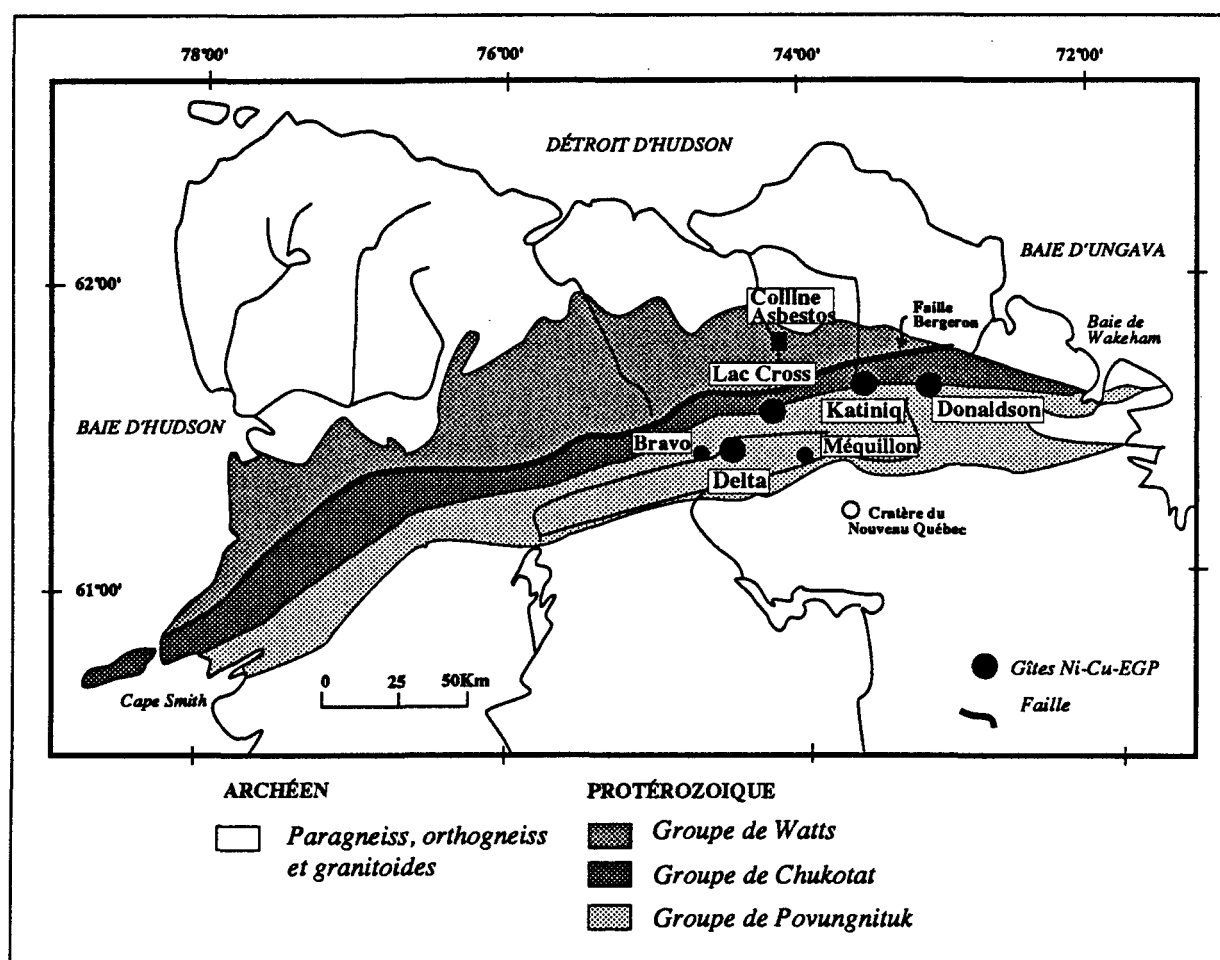 78°00'
76°00'
74°00'
72°00'
DÉTROIT D'HUDSON
BAIE D'UNGAVA
62°00'
Colline
Asbestos
Faille
Bergeron
Baie de
Wakeham
Lac Cross
BAIE D'HUDSON
Katiniq
Donaldson
Bravo
Méquillon
Delta
Cratère du
Nouveau Québec
61°00'
Cape Smith
0 25 50Km
Gîtes Ni-Cu-EGP
Faille
ARCHÉEN
Paragneiss, orthogneiss
et granitoides
PROTÉROZOIQUE
Groupe de Watts
Groupe de Chukotat
Groupe de Povungnituk